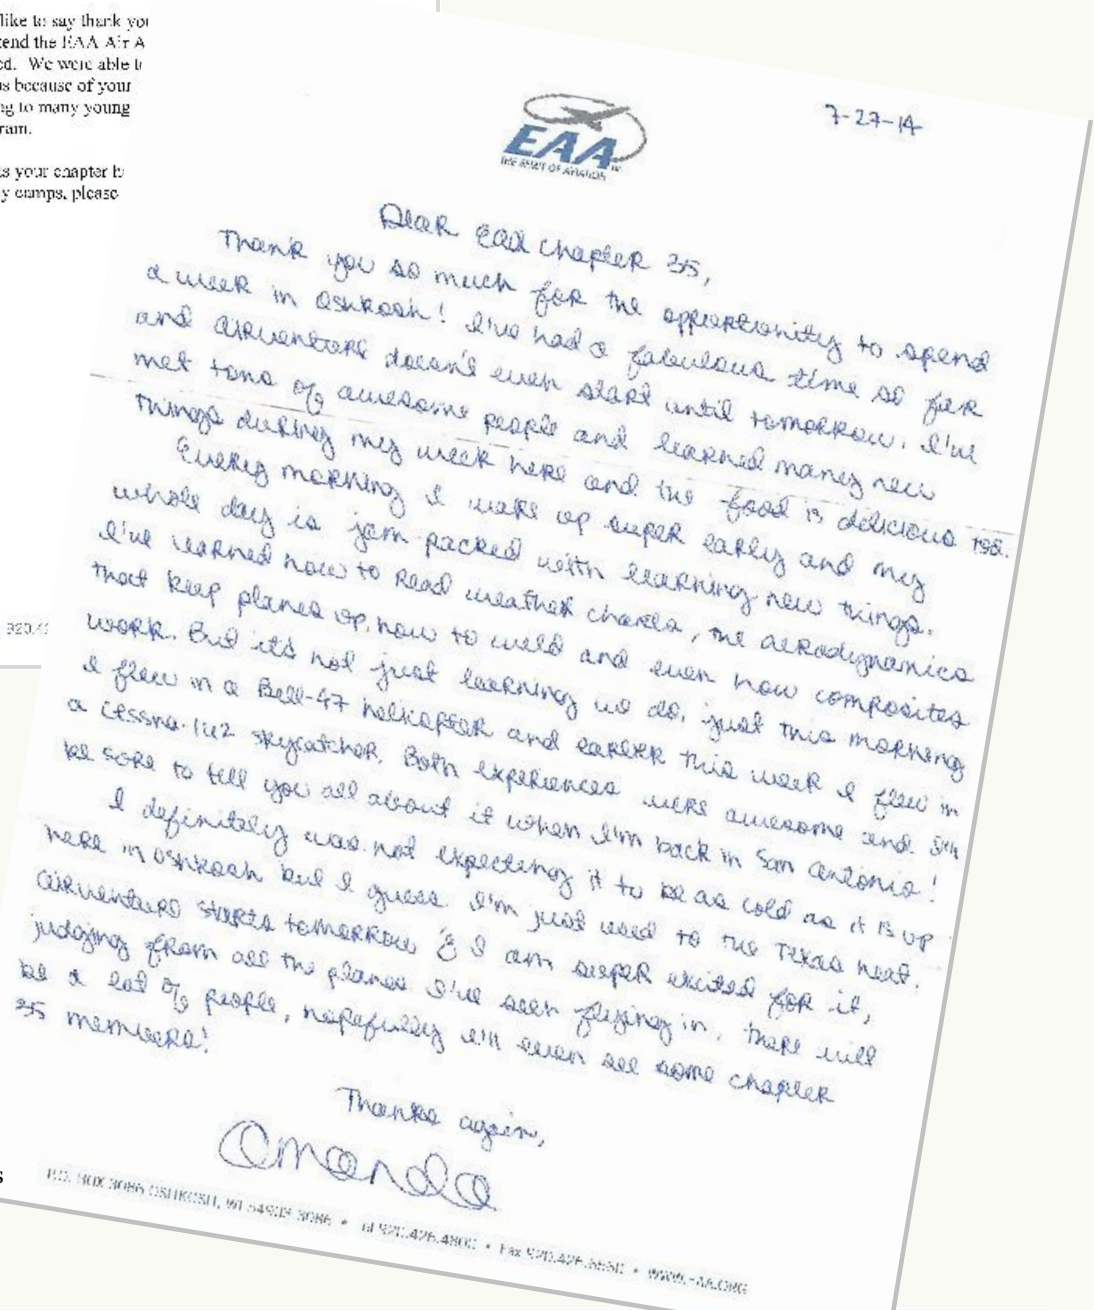 like to say thank you
tend the EAA Air A
ed. We were able t
s because of your
ng to many young
ram.
s your chapter h
y camps, please
920.4
s
EAA
THE SPIRIT OF AVIATION
7-27-14
Dear EAA Chapter 35,
Thank you so much for the opportunity to spend
a week in Oshkosh! I've had a fabulous time so far
and Airventure doesn't even start until tomorrow. I've
met tons of awesome people and learned many new
things during my week here and the food is delicious too.
Every morning I wake up super early and my
whole day is jam-packed with learning new things.
I've learned how to read weather charts, the aerodynamics
that keep planes up, how to weld and even how composites
work. But it's not just learning we do, just this morning
I flew in a Bell-47 helicopter and earlier this week I flew in
a Cessna-162 skycatcher. Both experiences were awesome and I'll
be sure to tell you all about it when I'm back in San Antonio!
I definitely was not expecting it to be as cold as it is up
here in Oshkosh but I guess I'm just used to the Texas heat.
Airventure starts tomorrow & I am super excited for it,
judging from all the planes I've seen flying in, there will
be a lot of people, hopefully I'll even see some chapter
35 members!
Thanks again,
Amanda
P.O. BOX 3086 OSHKOSH, WI 54903-3086 • tel 920.426.4800 • Fax 920.426.• WWW.EAA.ORG